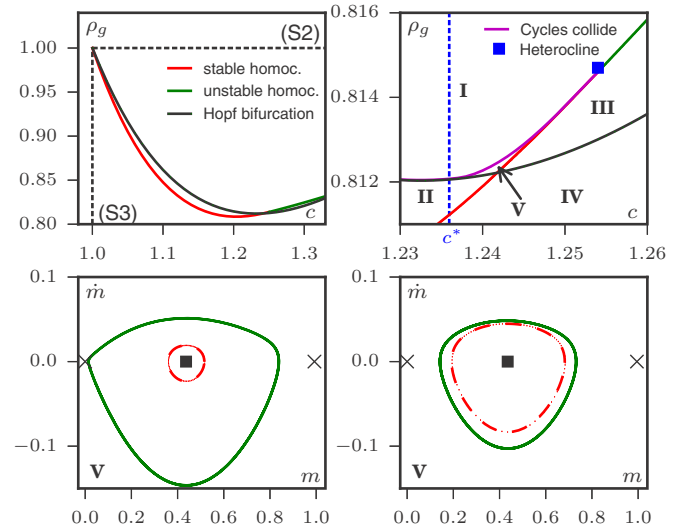 ρ_g
(S2)
1.00
0.95
0.90
0.85
0.80
stable homoc.
unstable homoc.
Hopf bifurcation
(S3)
c
1.0
1.1
1.2
1.3
ρ_g
0.816
0.814
0.812
Cycles collide
Heterocline
I
III
II
V
IV
c
1.23
c*
1.24
1.25
1.26
0.1
0.0
−0.1
ṁ
V
m
0.0
0.2
0.4
0.6
0.8
1.0
0.1
0.0
−0.1
ṁ
V
m
0.0
0.2
0.4
0.6
0.8
1.0